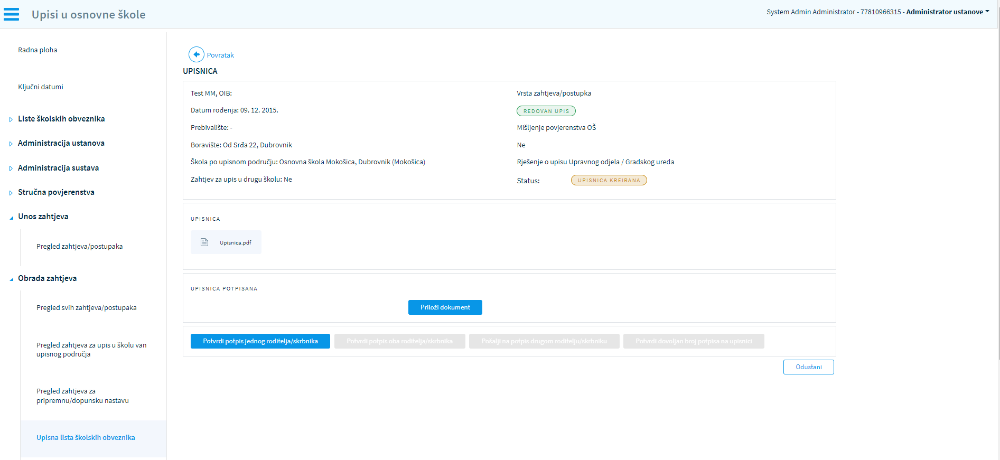 Upisi u osnovne škole
System Admin Administrator - 77810966315 - Administrator ustanove
Radna ploha
Ključni datumi
Liste školskih obveznika
Administracija ustanova
Administracija sustava
Stručna povjerenstva
Unos zahtjeva
Pregled zahtjeva/postupaka
Obrada zahtjeva
Pregled svih zahtjeva/postupaka
Pregled zahtjeva za upis u školu van
upisnog područja
Pregled zahtjeva za
pripremnu/dopunsku nastavu
Upisna lista školskih obveznika
Povratak
UPISNICA
Test MM, OIB:
Datum rođenja: 09. 12. 2015.
Prebivalište: -
Boravište: Od Srđa 22, Dubrovnik
Škola po upisnom području: Osnovna škola Mokošica, Dubrovnik (Mokošica)
Zahtjev za upis u drugu školu: Ne
Vrsta zahtjeva/postupka
REDOVAN UPIS
Mišljenje povjerenstva OŠ
Ne
Rješenje o upisu Upravnog odjela / Gradskog ureda
Status: UPISNICA KREIRANA
UPISNICA
Upisnica.pdf
UPISNICA POTPISANA
Priloži dokument
Potvrdi potpis jednog roditelja/skrbnika
Potvrdi potpis oba roditelja/skrbnika
Pošalji na potpis drugom roditelju/skrbniku
Potvrdi dovoljan broj potpisa na upisnici
Odustani